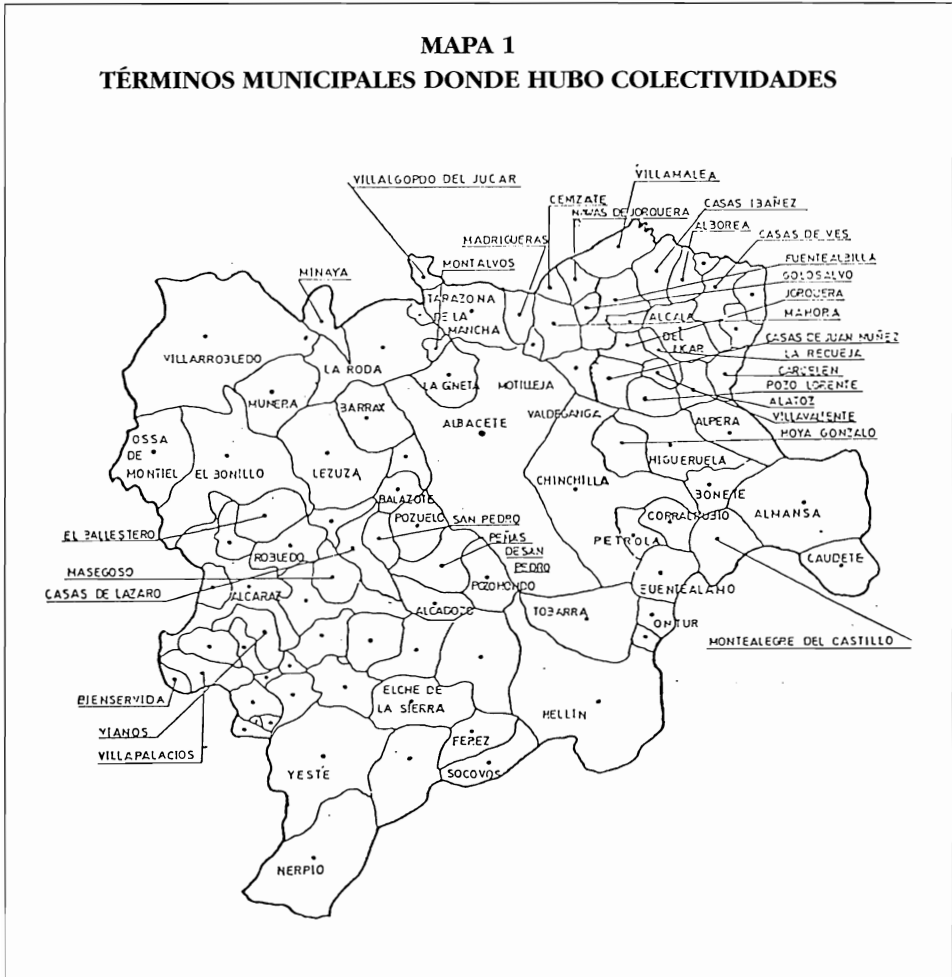 MAPA 1
TÉRMINOS MUNICIPALES DONDE HUBO COLECTIVIDADES
VILLALGOPDO DEL JUCAR
VILLAMALEA
CENIZATE
NAVAS DE JORQUERA
CASAS IBAÑEZ
ALBOREA
MADRIGUERAS
CASAS DE VES
MONTALVOS
FUENTEALBILLA
MINAYA
GOLOSALVO
TARAZONA
DE LA
MANCHA
JORQUERA
ALCALA
DEL
JUCAR
MAHORA
CASAS DE JUAN NUÑEZ
VILLARROBLEDO
LA RODA
LA RECUEJA
CARCELEN
LA GINETA
MOTILLEJA
POZO LORENTE
MUNERA
BARRAX
ALATOZ
VALDEGANGA
VILLAVALIENTE
ALBACETE
ALPERA
HOYA GONZALO
OSSA
DE
MONTIEL
EL BONILLO
LEZUZA
HIGUERUELA
CHINCHILLA
BONETE
BALAZOTE
ALMANSA
CORRALRUBIO
POZUELO
SAN PEDRO
EL BALLESTERO
PEÑAS
DE SAN
PEDRO
PETROLA
ROBLEDO
CAUDETE
MASEGOSO
POZOHONDO
FUENTEALAMO
CASAS DE LAZARO
ALCARAZ
ALCADOZO
TOBARRA
ONTUR
MONTEALEGRE DEL CASTILLO
BIENSERVIDA
ELCHE DE
LA SIERRA
HELLIN
VIANOS
FEREZ
VILLAPALACIOS
YESTE
SOCOVOS
NERPIO